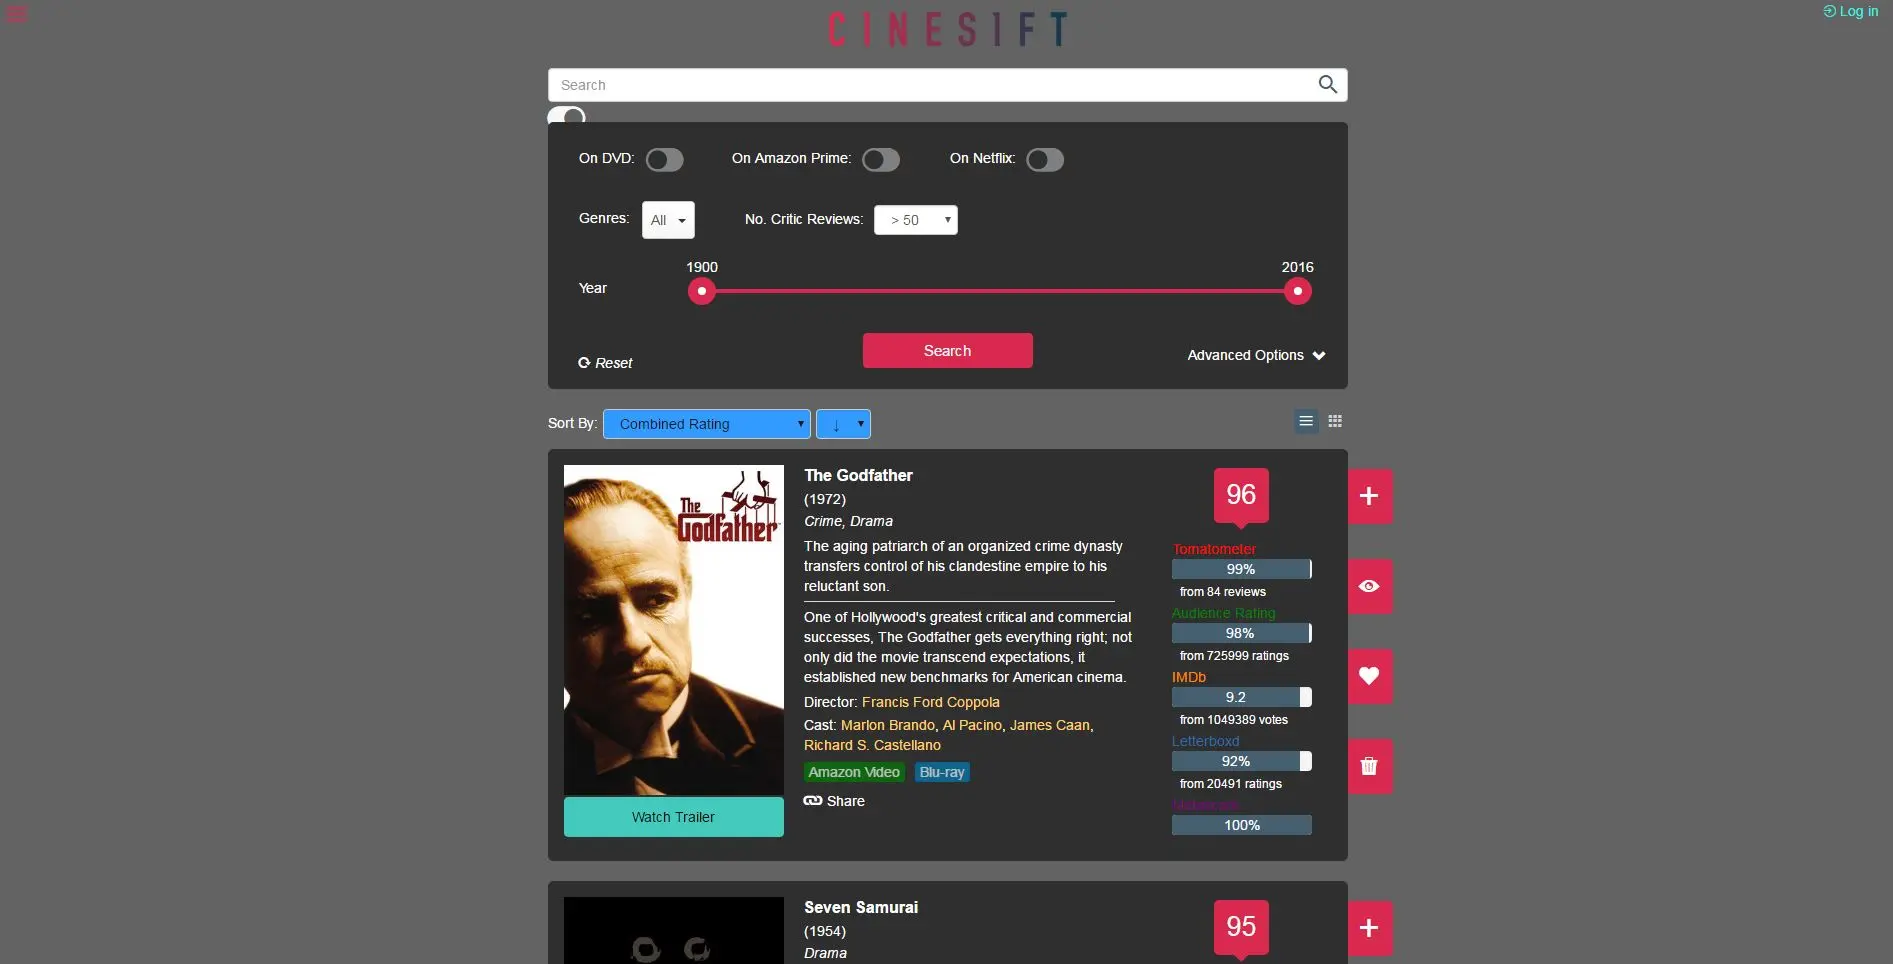 CINESIFT
Log in
Search
On DVD:
On Amazon Prime:
On Netflix:
Genres:
All
No. Critic Reviews:
> 50
1900
2016
Year
Reset
Search
Advanced Options
Sort By:
Combined Rating
↓
The
Godfather
Watch Trailer
The Godfather
(1972)
Crime, Drama
The aging patriarch of an organized crime dynasty
transfers control of his clandestine empire to his
reluctant son.
One of Hollywood's greatest critical and commercial
successes, The Godfather gets everything right; not
only did the movie transcend expectations, it
established new benchmarks for American cinema.
Director: Francis Ford Coppola
Cast: Marlon Brando, Al Pacino, James Caan,
Richard S. Castellano
Amazon Video
Blu-ray
Share
96
Tomatometer
99%
from 84 reviews
Audience Rating
98%
from 725999 ratings
IMDb
9.2
from 1049389 votes
Letterboxd
92%
from 20491 ratings
100%
Seven Samurai
(1954)
Drama
95